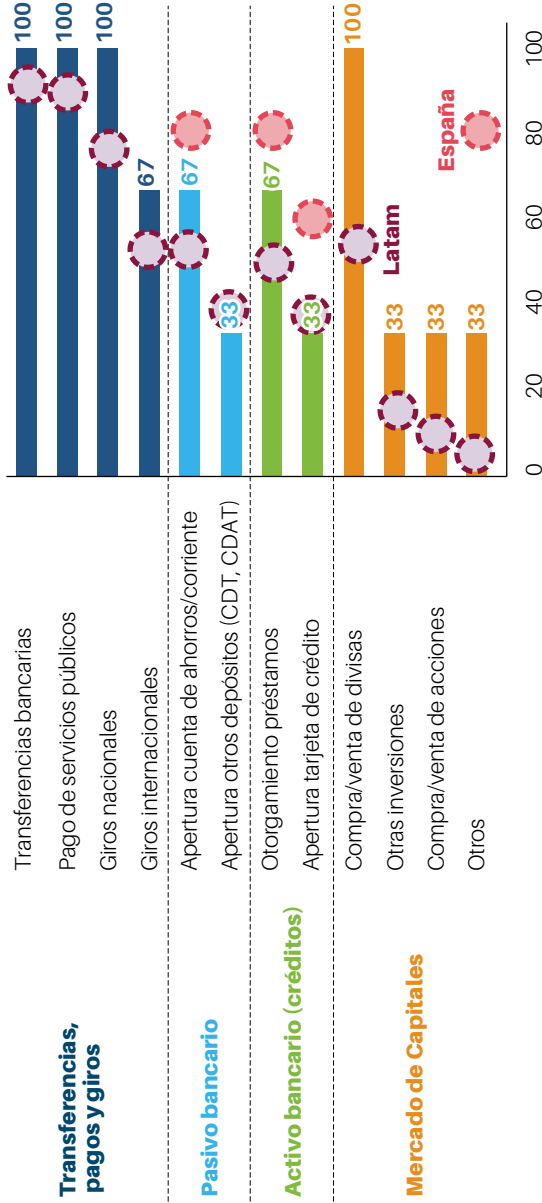 Transferencias,
pagos y giros
Transferencias bancarias
100
Pago de servicios públicos
100
Giros nacionales
100
Giros internacionales
67
Pasivo bancario
Apertura cuenta de ahorros/corriente
67
Apertura otros depósitos (CDT, CDAT)
33
Activo bancario (créditos)
Otorgamiento préstamos
67
Apertura tarjeta de crédito
33
Mercado de Capitales
Compra/venta de divisas
100
Otras inversiones
33
Compra/venta de acciones
33
Otros
33
Latam
España
0
20
40
60
80
100